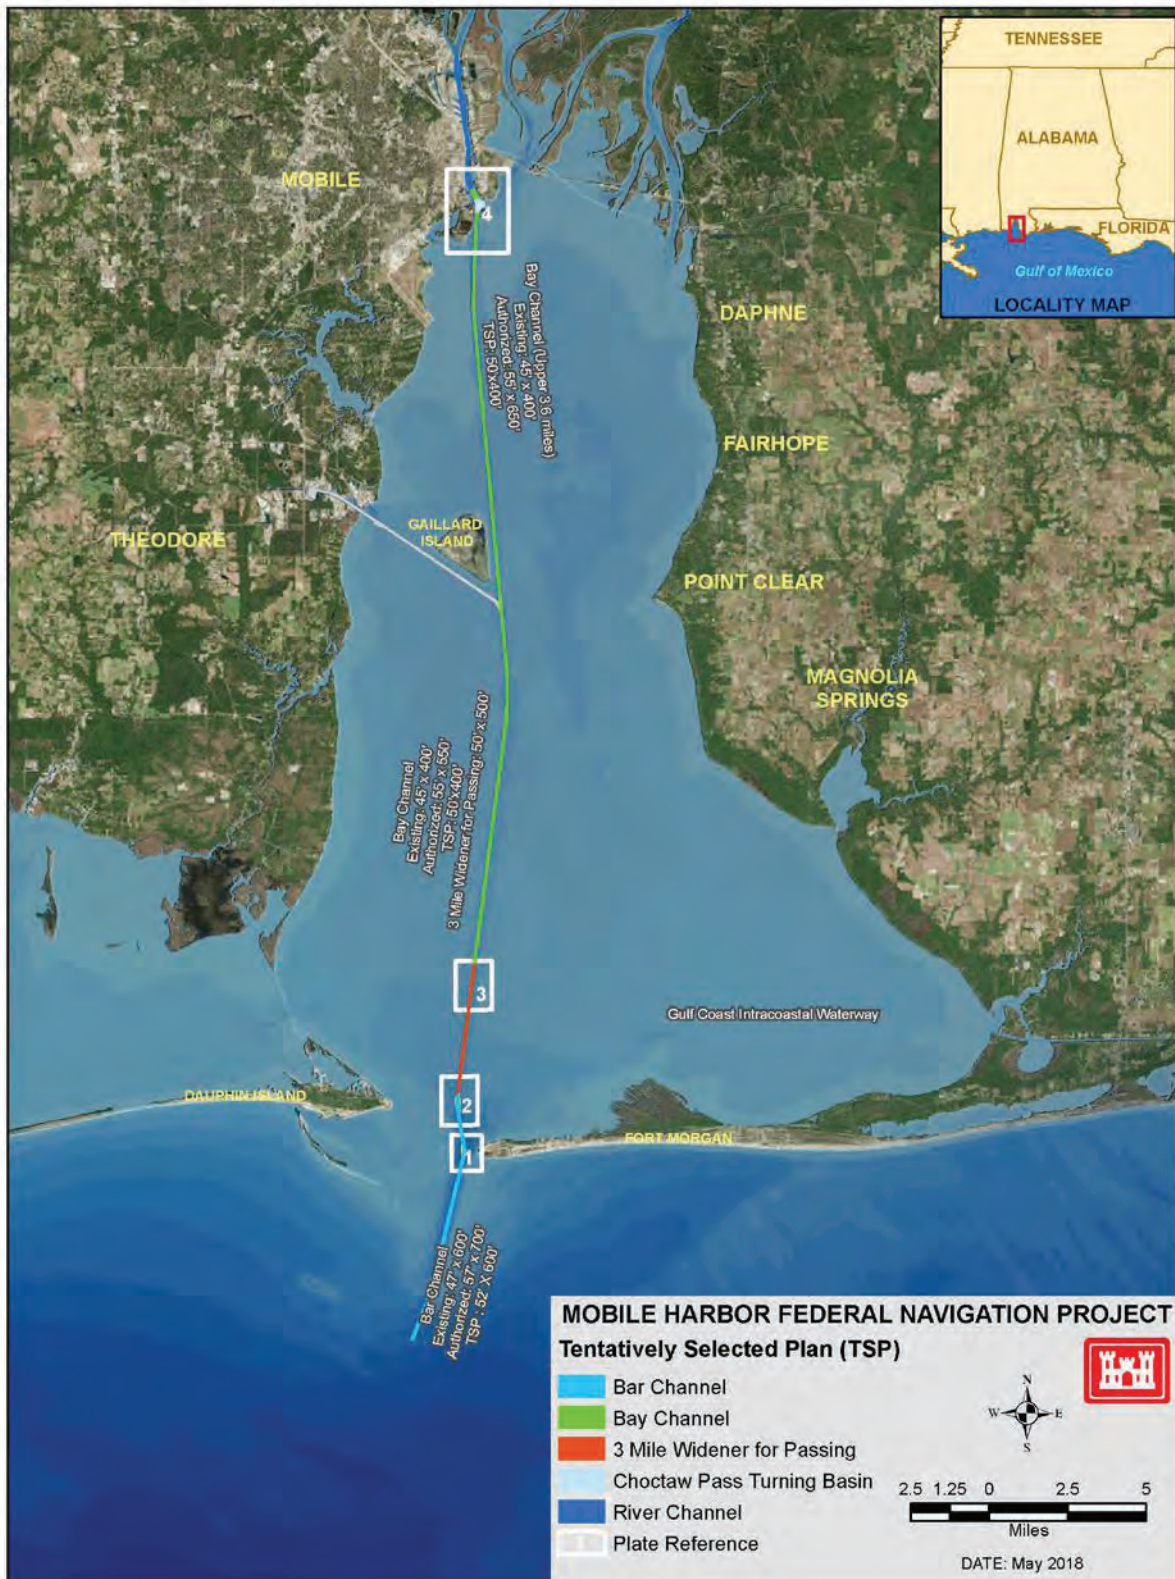 TENNESSEE
ALABAMA
FLORIDA
Gulf of Mexico
LOCALITY MAP
MOBILE
4
DAPHNE
Bay Channel (Upper 3.6 miles)
Existing: 45' x 400'
Authorized: 55' x 650'
TSP: 50'x400'
FAIRHOPE
GAILLARD
ISLAND
THEODORE
POINT CLEAR
MAGNOLIA
SPRINGS
Bay Channel
Existing: 45' x 400'
Authorized: 55' x 550'
TSP: 50'x400'
3 Mile Widener for Passing: 50' x 500'
3
Gulf Coast Intracoastal Waterway
DAUPHIN ISLAND
2
FORT MORGAN
1
Bar Channel
Existing: 47' x 600'
Authorized: 57' x 700'
TSP : 52' X 600'
MOBILE HARBOR FEDERAL NAVIGATION PROJECT
Tentatively Selected Plan (TSP)
Bar Channel
Bay Channel
3 Mile Widener for Passing
Choctaw Pass Turning Basin
River Channel
1 Plate Reference
N
W E
S
2.5 1.25 0 2.5 5
Miles
DATE: May 2018